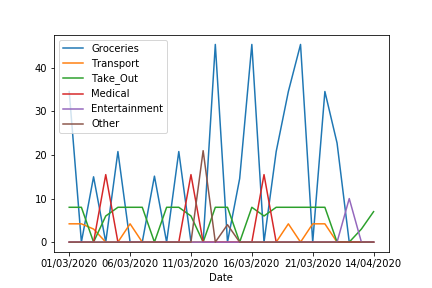 Groceries
Transport
Take_Out
Medical
Entertainment
Other
40
30
20
10
0
01/03/2020 06/03/2020 11/03/2020 16/03/2020 21/03/2020 14/04/2020
Date